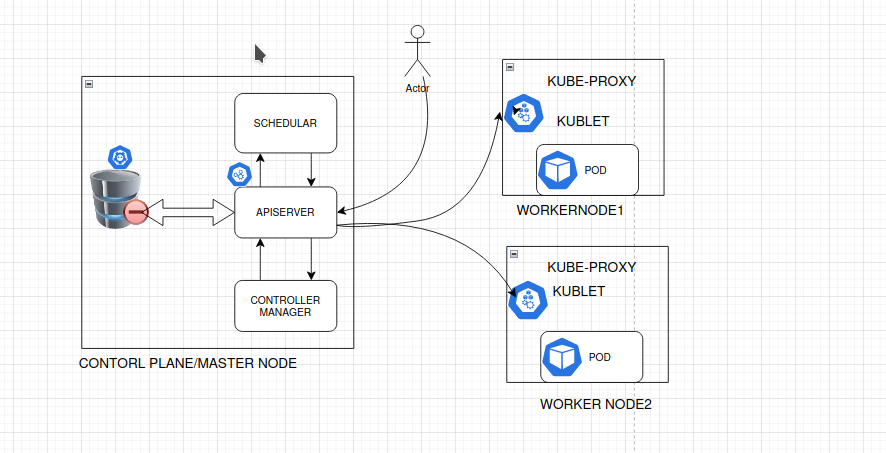 Actor
SCHEDULAR
APISERVER
CONTROLLER
MANAGER
CONTORL PLANE/MASTER NODE
KUBE-PROXY
KUBLET
POD
WORKERNODE1
KUBE-PROXY
KUBLET
POD
WORKER NODE2